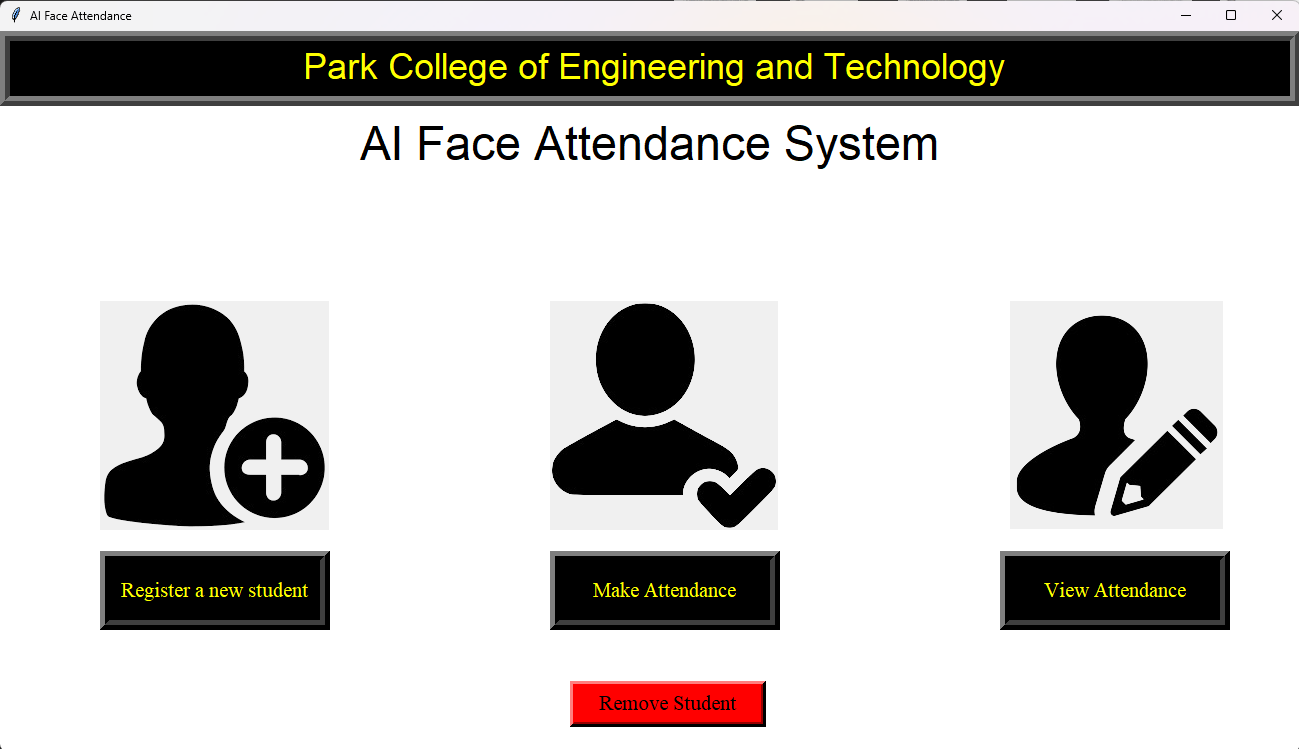 AI Face Attendance
Park College of Engineering and Technology
AI Face Attendance System
Register a new student
Make Attendance
View Attendance
Remove Student